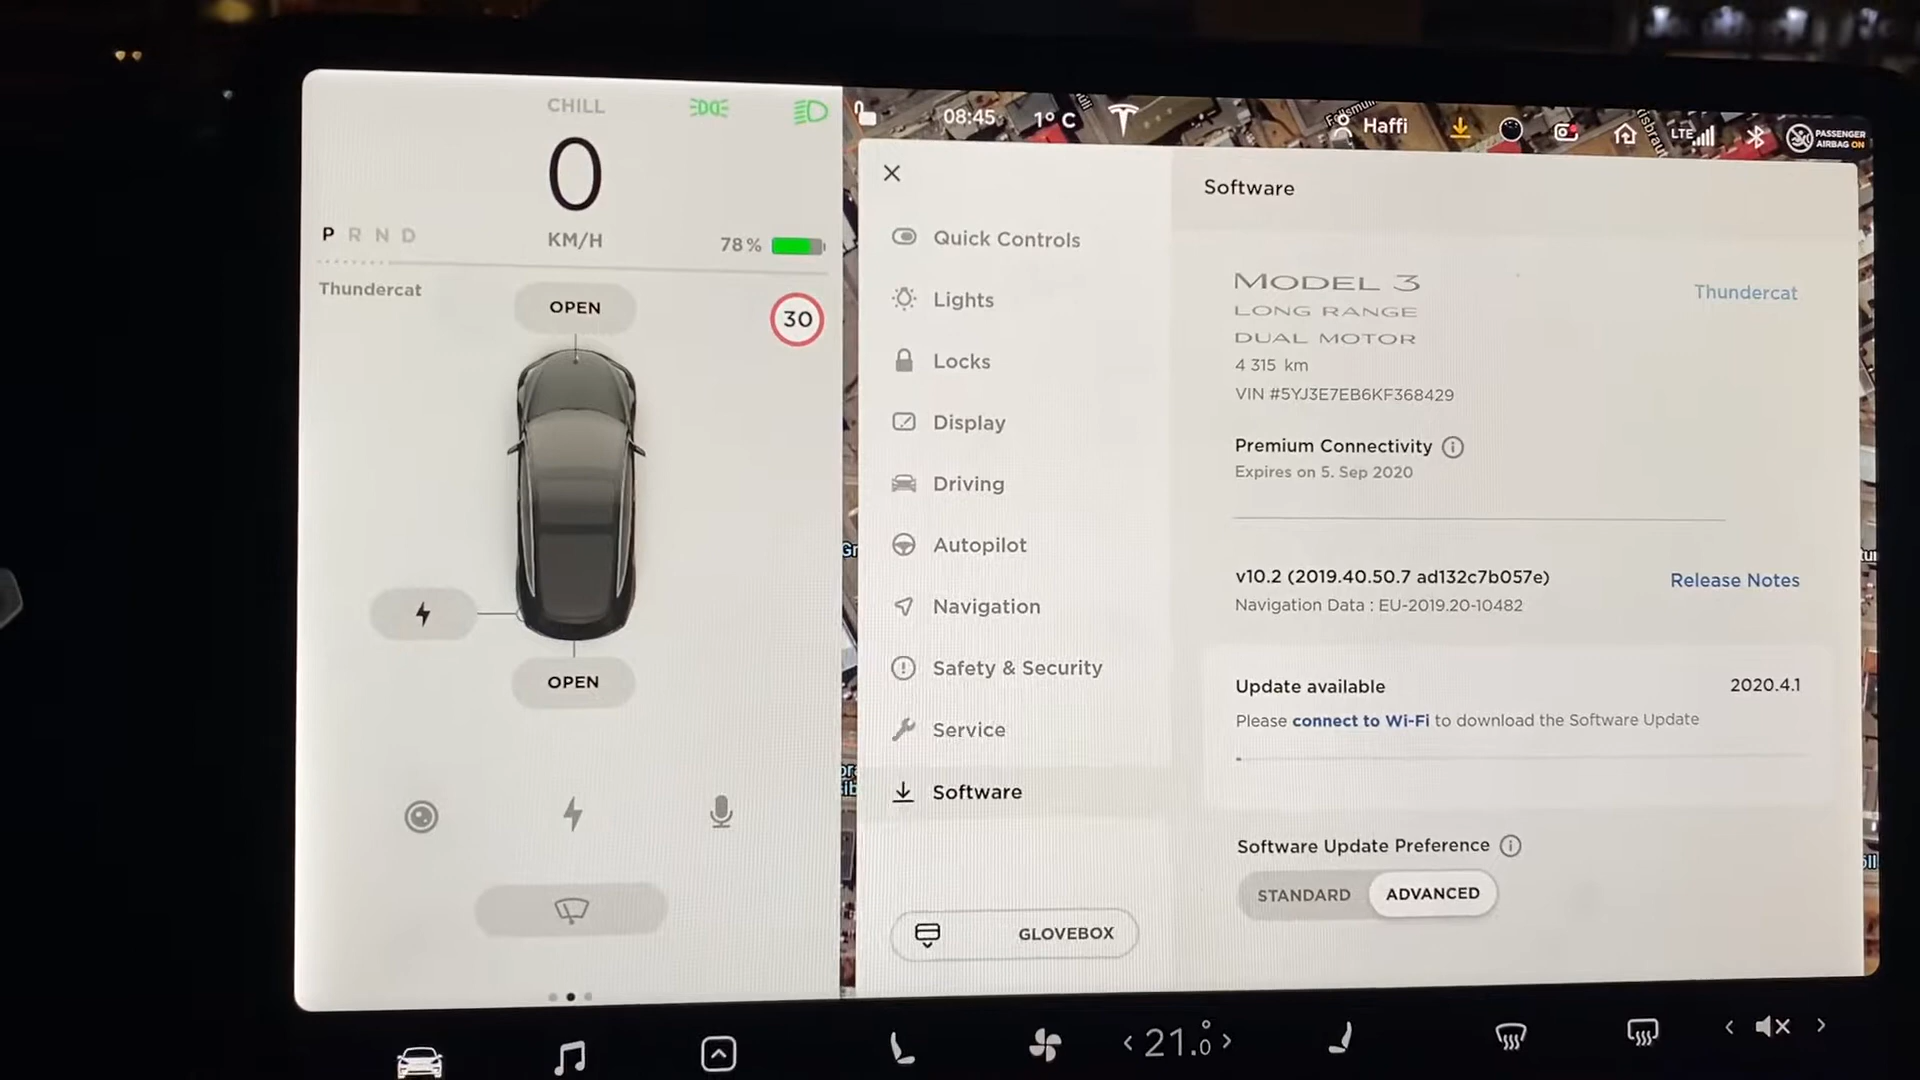 CHILL
0
KM/H
P R N D
78 %
Thundercat
OPEN
30
OPEN
08:45
1° C
Haffi
LTE
PASSENGER
AIRBAG ON
Quick Controls
Lights
Locks
Display
Driving
Autopilot
Navigation
Safety & Security
Service
Software
GLOVEBOX
Software
MODEL 3
LONG RANGE
DUAL MOTOR
4 315 km
VIN #5YJ3E7EB6KF368429
Thundercat
Premium Connectivity
Expires on 5. Sep 2020
v10.2 (2019.40.50.7 ad132c7b057e)
Release Notes
Navigation Data : EU-2019.20-10482
Update available
2020.4.1
Please connect to Wi-Fi to download the Software Update
Software Update Preference
STANDARD
ADVANCED
21.0°